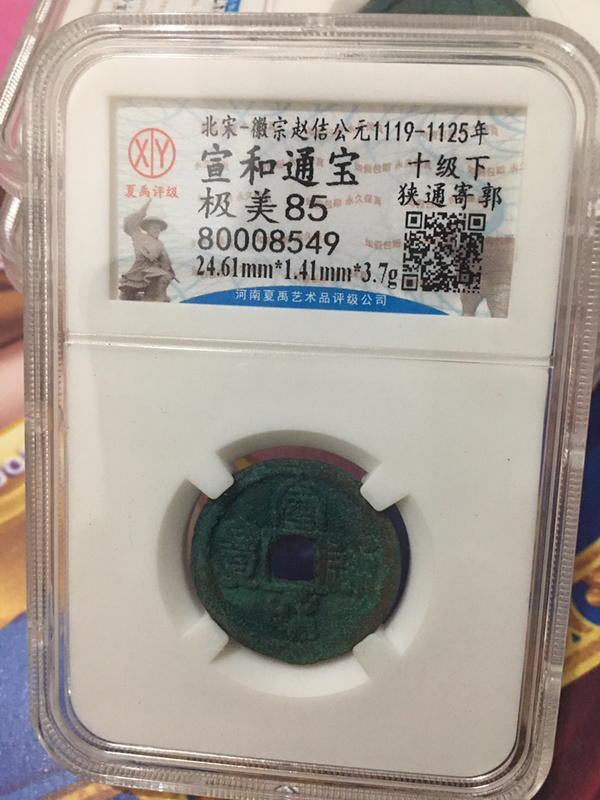 北宋-徽宗赵佶公元1119-1125年
XY
夏禹评级
宣和通宝
十级下
极美85
狭通寄郭
80008549
24.61mm*1.41mm*3.7g
河南夏禹艺术品评级公司